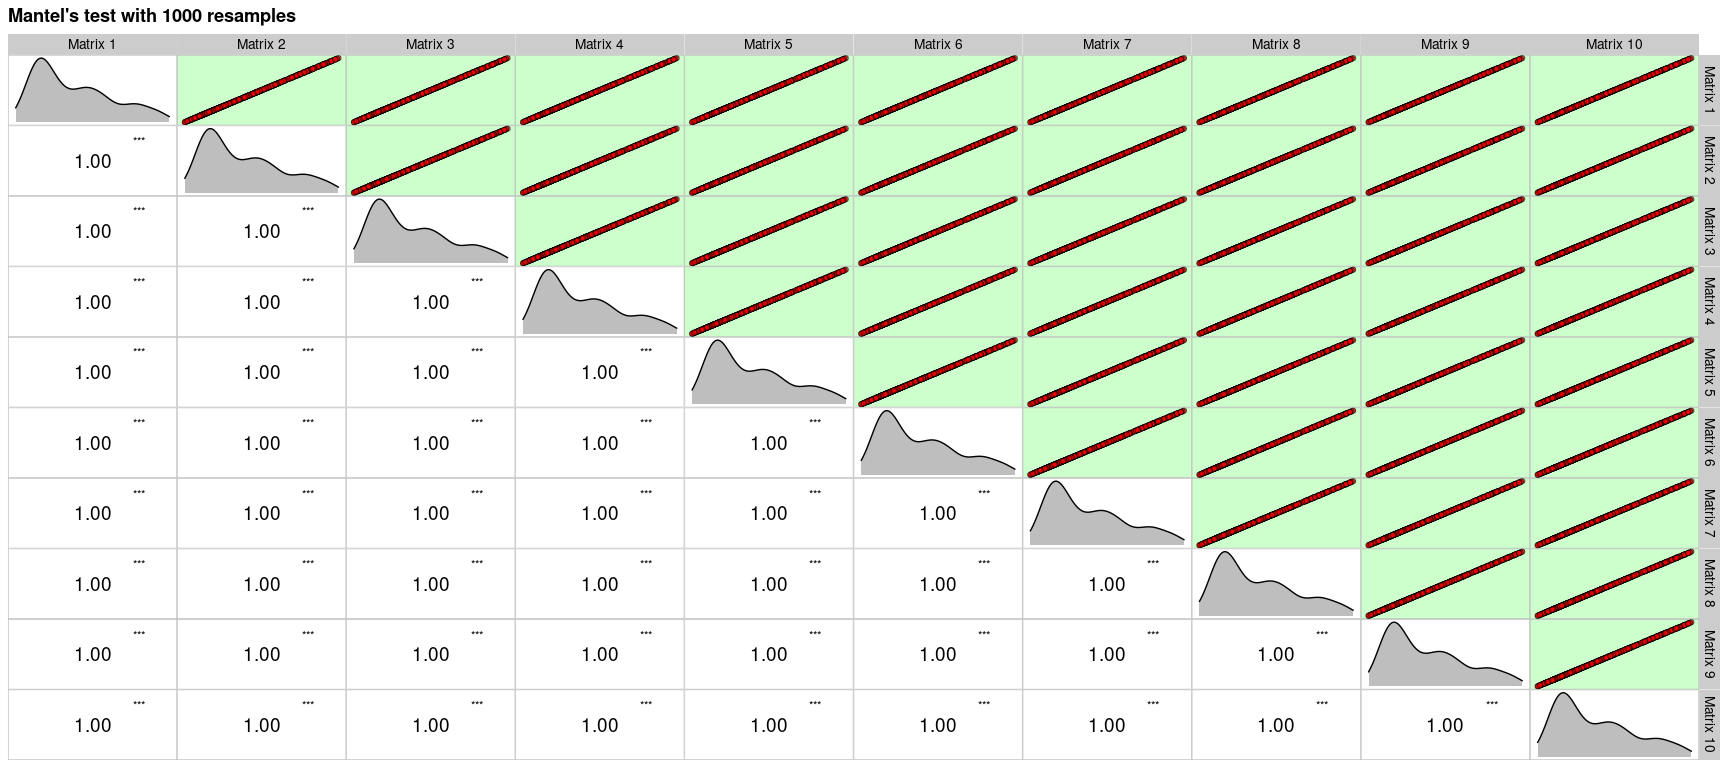 Mantel's test with 1000 resamples
Matrix 1 Matrix 2 Matrix 3 Matrix 4 Matrix 5 Matrix 6 Matrix 7 Matrix 8 Matrix 9 Matrix 10
Matrix 1
***
1.00
Matrix 2
*** ***
1.00 1.00
Matrix 3
*** *** ***
1.00 1.00 1.00
Matrix 4
*** *** *** ***
1.00 1.00 1.00 1.00
Matrix 5
*** *** *** *** ***
1.00 1.00 1.00 1.00 1.00
Matrix 6
*** *** *** *** *** ***
1.00 1.00 1.00 1.00 1.00 1.00
Matrix 7
*** *** *** *** *** *** ***
1.00 1.00 1.00 1.00 1.00 1.00 1.00
Matrix 8
*** *** *** *** *** *** *** ***
1.00 1.00 1.00 1.00 1.00 1.00 1.00 1.00
Matrix 9
*** *** *** *** *** *** *** *** ***
1.00 1.00 1.00 1.00 1.00 1.00 1.00 1.00 1.00
Matrix 10